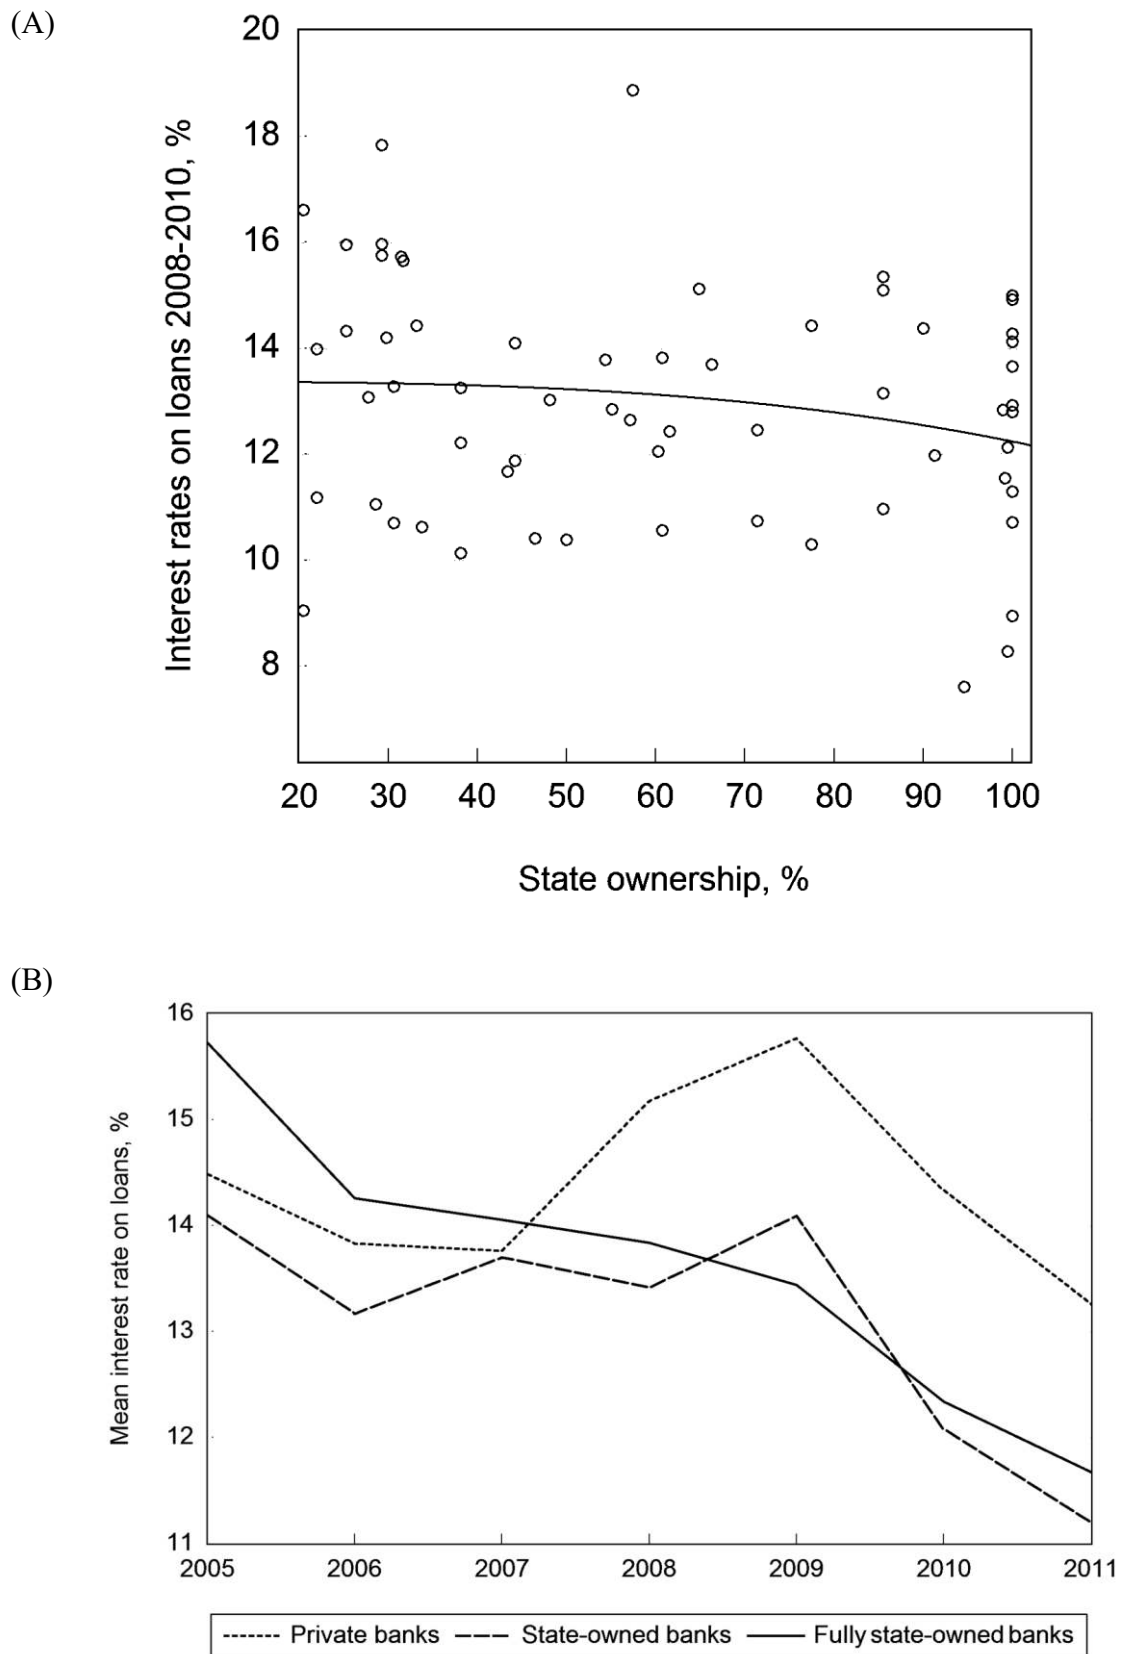 (A)
20
18
16
14
12
10
8
Interest rates on loans 2008-2010, %
20 30 40 50 60 70 80 90 100
State ownership, %
(B)
16
15
14
13
12
11
Mean interest rate on loans, %
2005 2006 2007 2008 2009 2010 2011
Private banks State-owned banks Fully state-owned banks